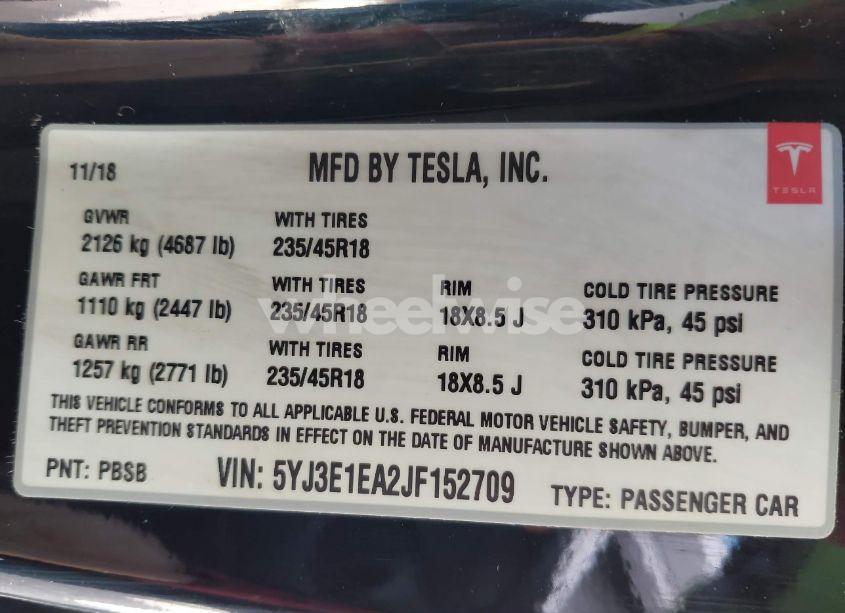 11/18 MFD BY TESLA, INC.
TESLA
GVWR WITH TIRES
2126 kg (4687 lb) 235/45R18
GAWR FRT WITH TIRES RIM COLD TIRE PRESSURE
1110 kg (2447 lb) 235/45R18 18X8.5 J 310 kPa, 45 psi
wheelwise
GAWR RR WITH TIRES RIM COLD TIRE PRESSURE
1257 kg (2771 lb) 235/45R18 18X8.5 J 310 kPa, 45 psi
THIS VEHICLE CONFORMS TO ALL APPLICABLE U.S. FEDERAL MOTOR VEHICLE SAFETY, BUMPER, AND
THEFT PREVENTION STANDARDS IN EFFECT ON THE DATE OF MANUFACTURE SHOWN ABOVE.
PNT: PBSB VIN: 5YJ3E1EA2JF152709 TYPE: PASSENGER CAR